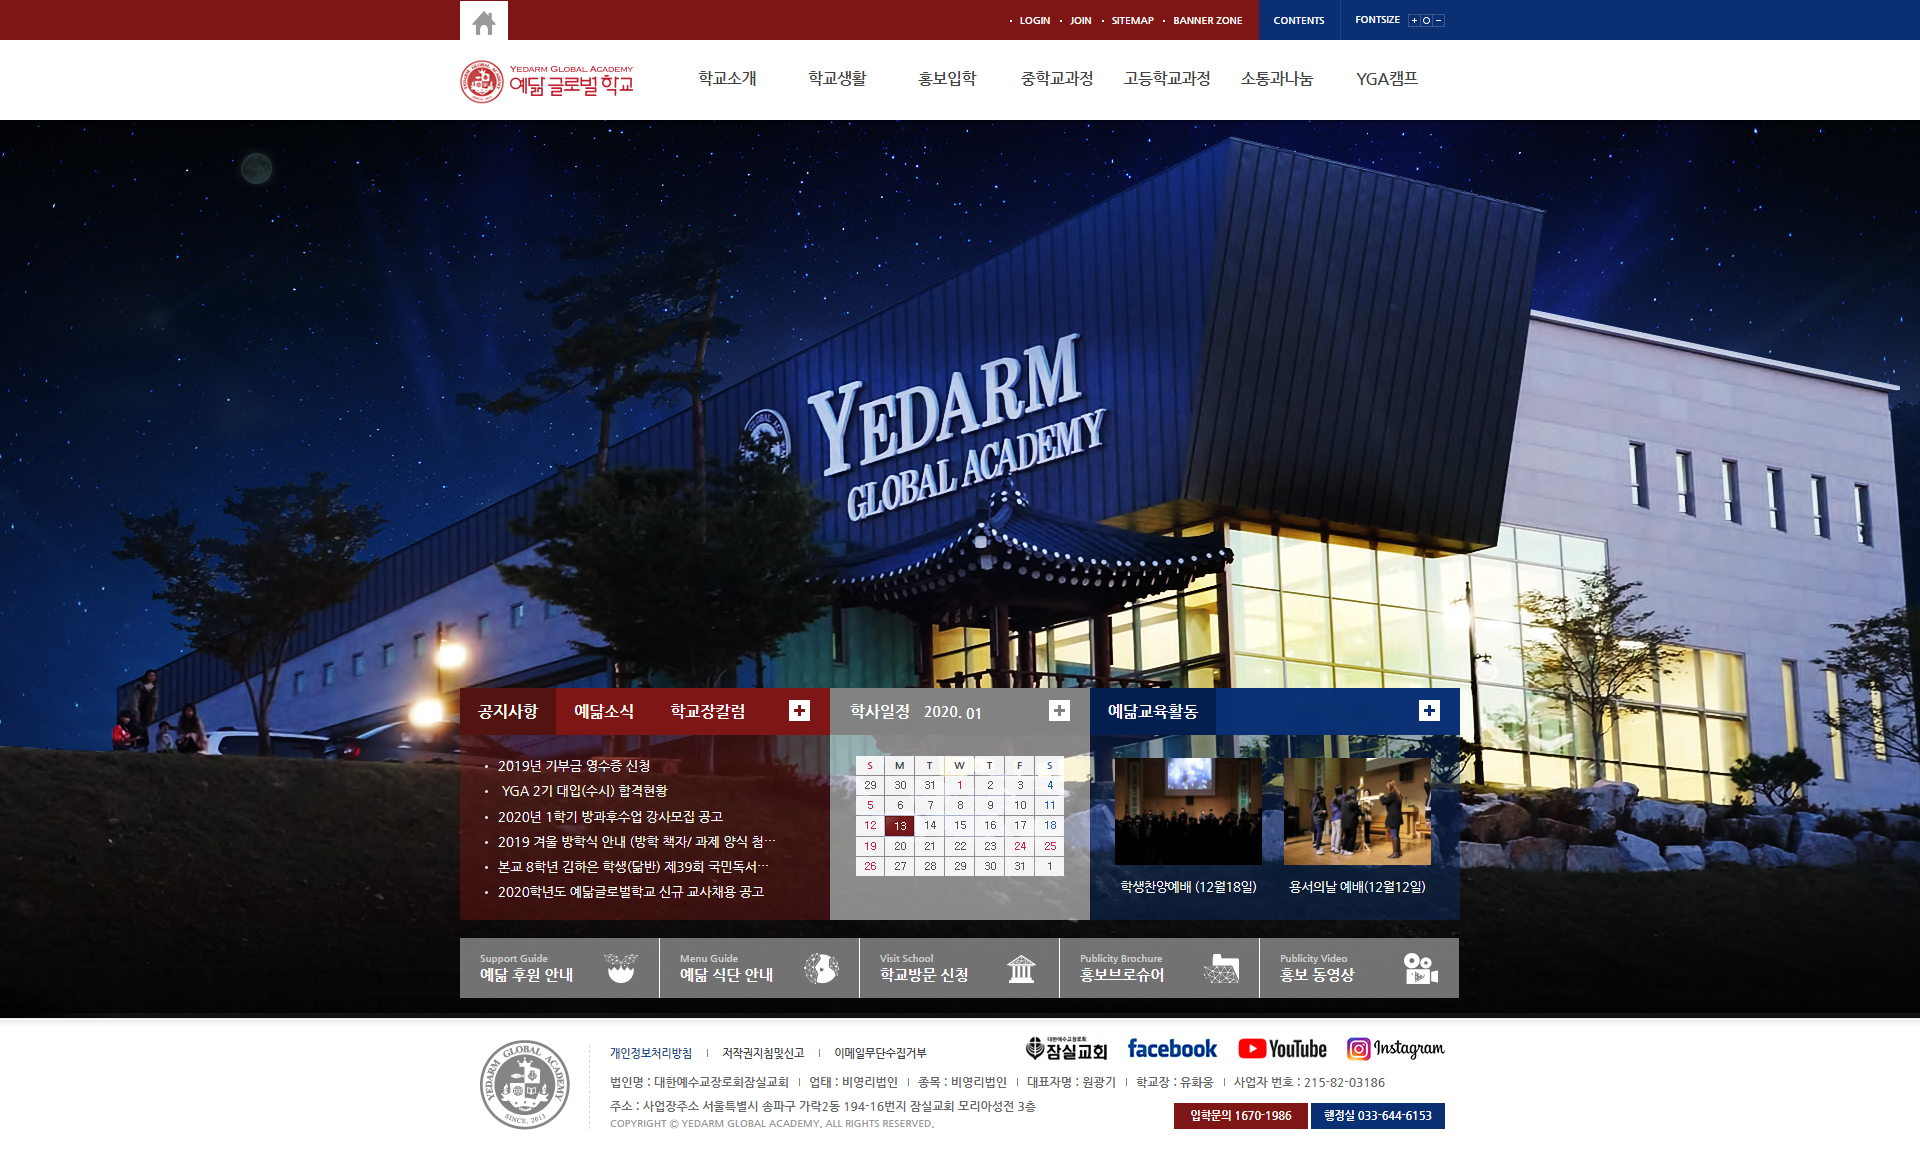 LOGIN JOIN SITEMAP BANNER ZONE CONTENTS FONTSIZE
YEDARM GLOBAL ACADEMY
예닮 글로벌 학교
학교소개 학교생활 홍보입학 중학교과정 고등학교과정 소통과나눔 YGA캠프
YEDARM
GLOBAL ACADEMY
공지사항 예닮소식 학교장칼럼
2019년 기부금 영수증 신청
YGA 2기 대입(수시) 합격현황
2020년 1학기 방과후수업 강사모집 공고
2019 겨울 방학식 안내 (방학 책자/ 과제 양식 첨…
본교 8학년 김하은 학생(닮반) 제39회 국민독서…
2020학년도 예닮글로벌학교 신규 교사채용 공고
학사일정 2020. 01
S M T W T F S
29 30 31 1 2 3 4
5 6 7 8 9 10 11
12 13 14 15 16 17 18
19 20 21 22 23 24 25
26 27 28 29 30 31 1
예닮교육활동
학생찬양예배 (12월18일) 용서의날 예배(12월12일)
Support Guide
예닮 후원 안내
Menu Guide
예닮 식단 안내
Visit School
학교방문 신청
Publicity Brochure
홍보브로슈어
Publicity Video
홍보 동영상
YEDARM GLOBAL ACADEMY
SINCE. 2013
개인정보처리방침 | 저작권지침및신고 | 이메일무단수집거부
대한예수교장로회
잠실교회 facebook YouTube Instagram
법인명 : 대한예수교장로회잠실교회 | 업태 : 비영리법인 | 종목 : 비영리법인 | 대표자명 : 원광기 | 학교장 : 유화웅 | 사업자 번호 : 215-82-03186
주소 : 사업장주소 서울특별시 송파구 가락2동 194-16번지 잠실교회 모리아성전 3층
COPYRIGHT © YEDARM GLOBAL ACADEMY. ALL RIGHTS RESERVED.
입학문의 1670-1986 행정실 033-644-6153